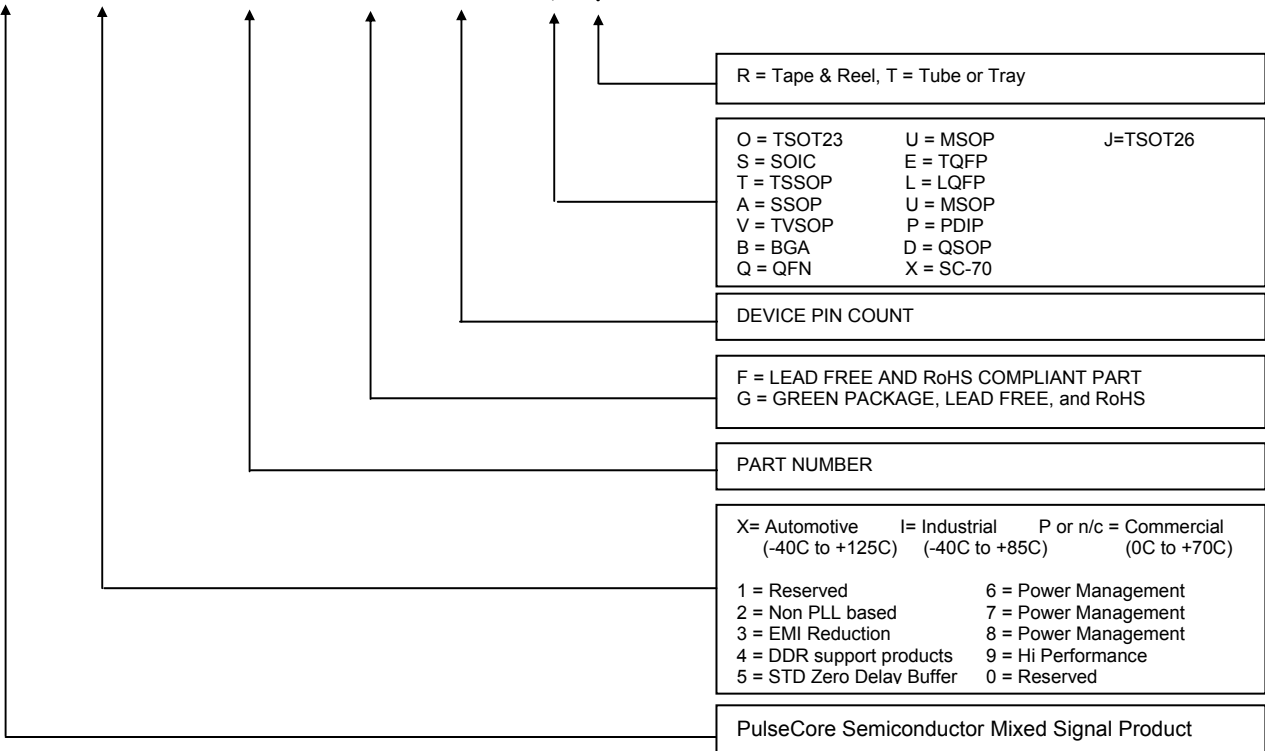 R = Tape & Reel, T = Tube or Tray
O = TSOT23 U = MSOP J=TSOT26
S = SOIC E = TQFP
T = TSSOP L = LQFP
A = SSOP U = MSOP
V = TVSOP P = PDIP
B = BGA D = QSOP
Q = QFN X = SC-70
DEVICE PIN COUNT
F = LEAD FREE AND RoHS COMPLIANT PART
G = GREEN PACKAGE, LEAD FREE, and RoHS
PART NUMBER
X= Automotive I= Industrial P or n/c = Commercial
(-40C to +125C) (-40C to +85C) (0C to +70C)
1 = Reserved 6 = Power Management
2 = Non PLL based 7 = Power Management
3 = EMI Reduction 8 = Power Management
4 = DDR support products 9 = Hi Performance
5 = STD Zero Delay Buffer 0 = Reserved
PulseCore Semiconductor Mixed Signal Product